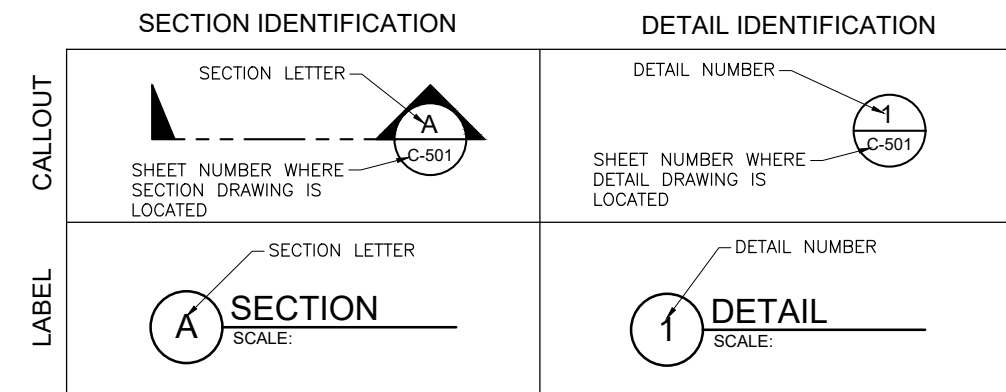 SECTION IDENTIFICATION
DETAIL IDENTIFICATION
CALLOUT
SECTION LETTER
A
C-501
SHEET NUMBER WHERE
SECTION DRAWING IS
LOCATED
DETAIL NUMBER
1
C-501
SHEET NUMBER WHERE
DETAIL DRAWING IS
LOCATED
LABEL
SECTION LETTER
A
SECTION
SCALE:
DETAIL NUMBER
1
DETAIL
SCALE: